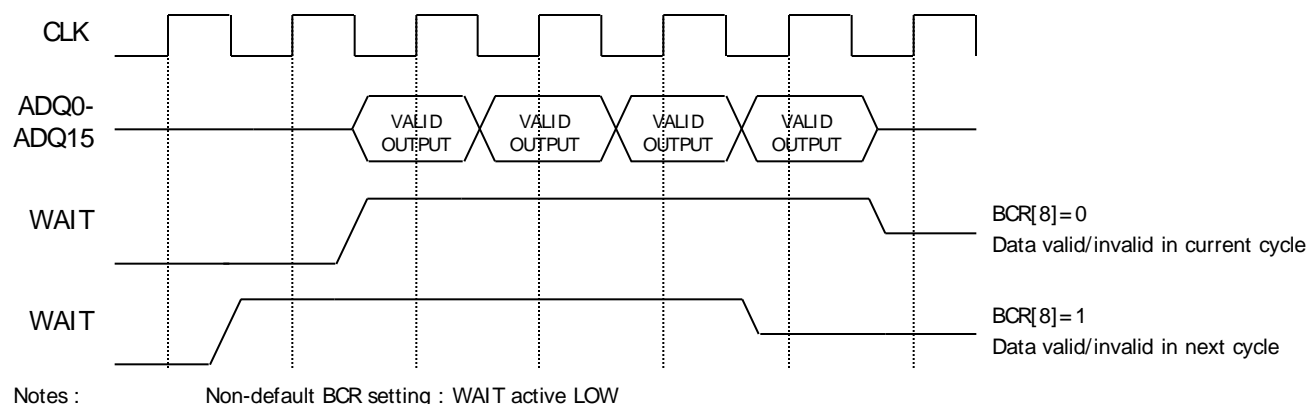 CLK
ADQ0-
ADQ15
VALID
OUTPUT
VALID
OUTPUT
VALID
OUTPUT
VALID
OUTPUT
WAIT
BCR[8]=0
Data valid/invalid in current cycle
WAIT
BCR[8]=1
Data valid/invalid in next cycle
Notes : Non-default BCR setting : WAIT active LOW